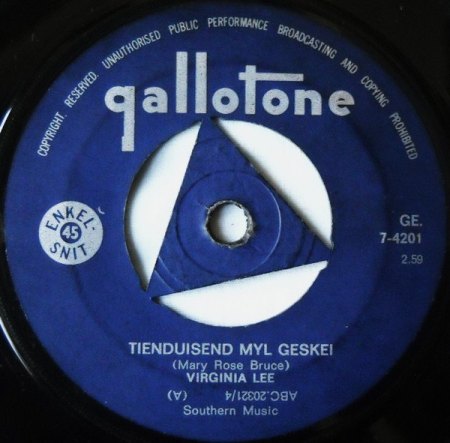 COPYRIGHT. RESERVED. UNAUTHORISED PUBLIC PERFORMANCE BROADCASTING AND COPYING PROHIBITED
gallotone
ENKEL-
45
SNIT
GE.
7-4201
2.59
TIENDUISEND MYL GESKEI
(Mary Rose Bruce)
VIRGINIA LEE
ABC.20321/4 (A)
Southern Music